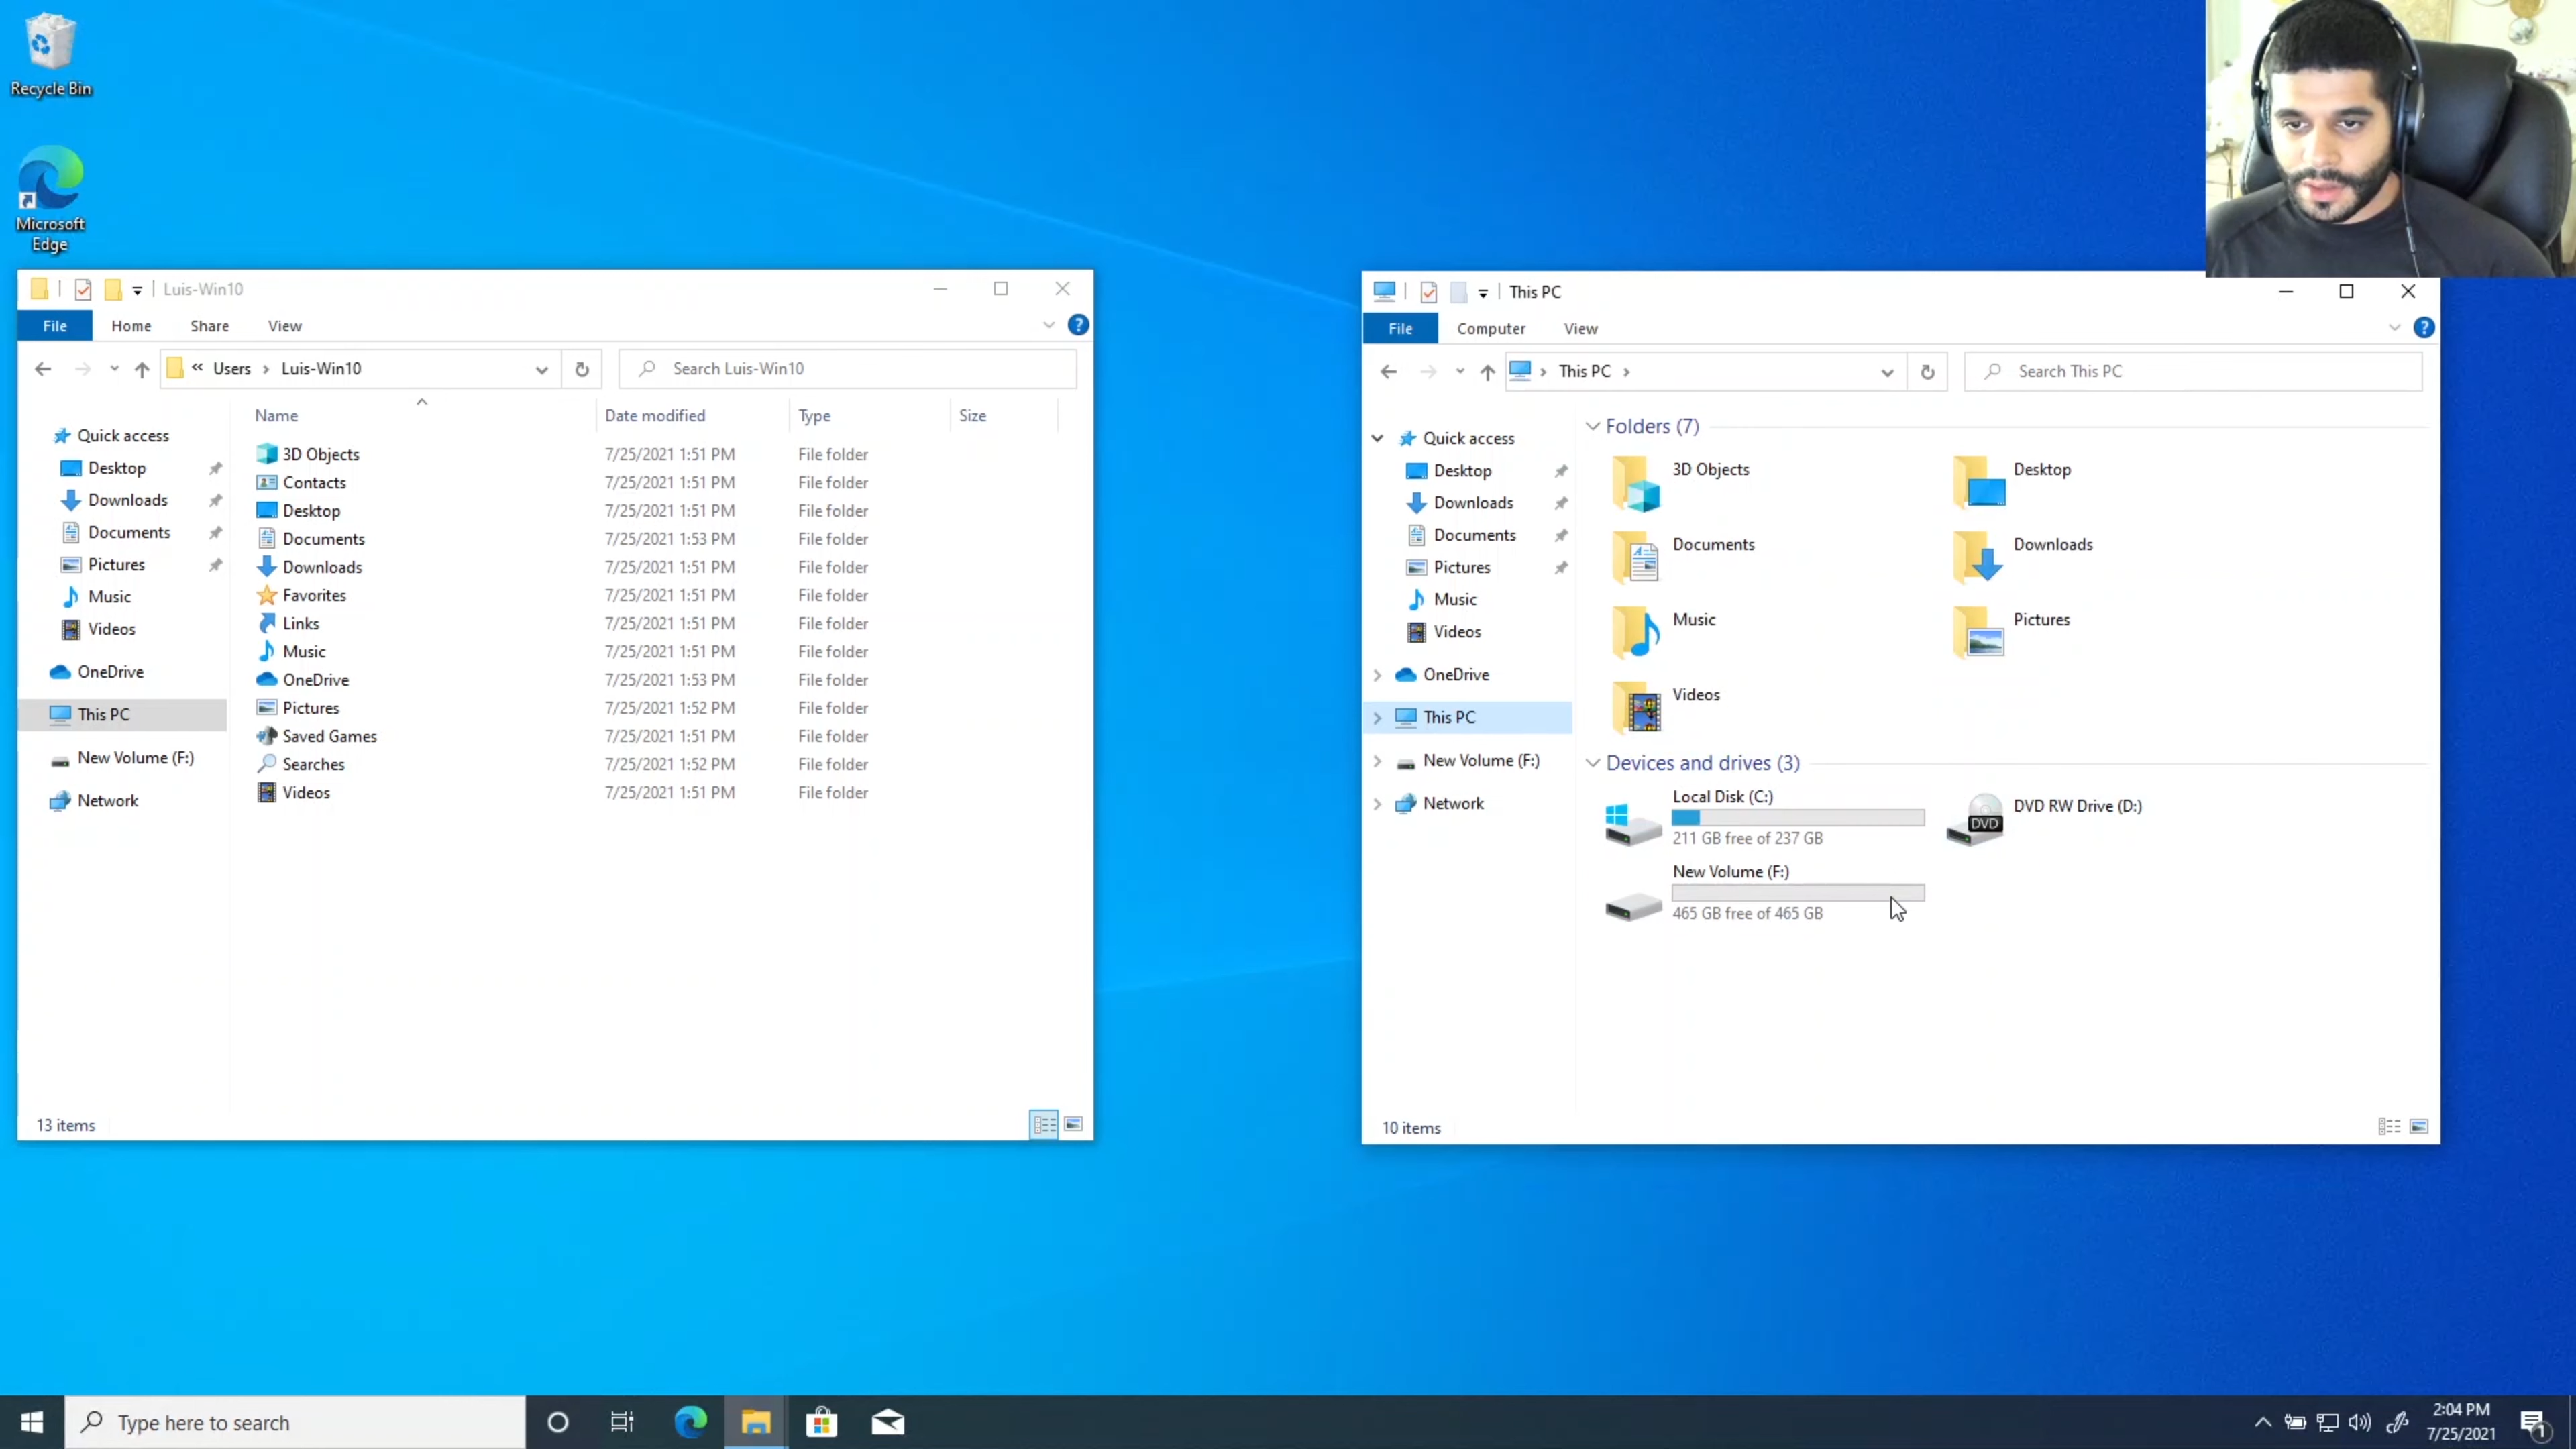 Recycle Bin
Microsoft
Edge
Luis-Win10
File Home Share View
« Users › Luis-Win10
Search Luis-Win10
Quick access
Desktop
Downloads
Documents
Pictures
Music
Videos
OneDrive
This PC
New Volume (F:)
Network
Name Date modified Type Size
3D Objects 7/25/2021 1:51 PM File folder
Contacts 7/25/2021 1:51 PM File folder
Desktop 7/25/2021 1:51 PM File folder
Documents 7/25/2021 1:53 PM File folder
Downloads 7/25/2021 1:51 PM File folder
Favorites 7/25/2021 1:51 PM File folder
Links 7/25/2021 1:51 PM File folder
Music 7/25/2021 1:51 PM File folder
OneDrive 7/25/2021 1:53 PM File folder
Pictures 7/25/2021 1:52 PM File folder
Saved Games 7/25/2021 1:51 PM File folder
Searches 7/25/2021 1:52 PM File folder
Videos 7/25/2021 1:51 PM File folder
13 items
This PC
File Computer View
› This PC ›
Search This PC
Quick access
Desktop
Downloads
Documents
Pictures
Music
Videos
OneDrive
This PC
New Volume (F:)
Network
Folders (7)
3D Objects Desktop
Documents Downloads
Music Pictures
Videos
Devices and drives (3)
Local Disk (C:)
211 GB free of 237 GB
DVD
DVD RW Drive (D:)
New Volume (F:)
465 GB free of 465 GB
10 items
Type here to search
2:04 PM
7/25/2021
1